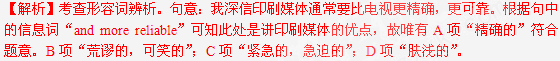 【解析】考查形容词辨析。句意：我深信印刷媒体通常要比电视更精确，更可靠。根据句中
的信息词“and more reliable”可知此处是讲印刷媒体的优点，故唯有 A 项“精确的”符合
题意。B 项“荒谬的，可笑的”；C 项“紧急的，急迫的”；D 项“肤浅的”。